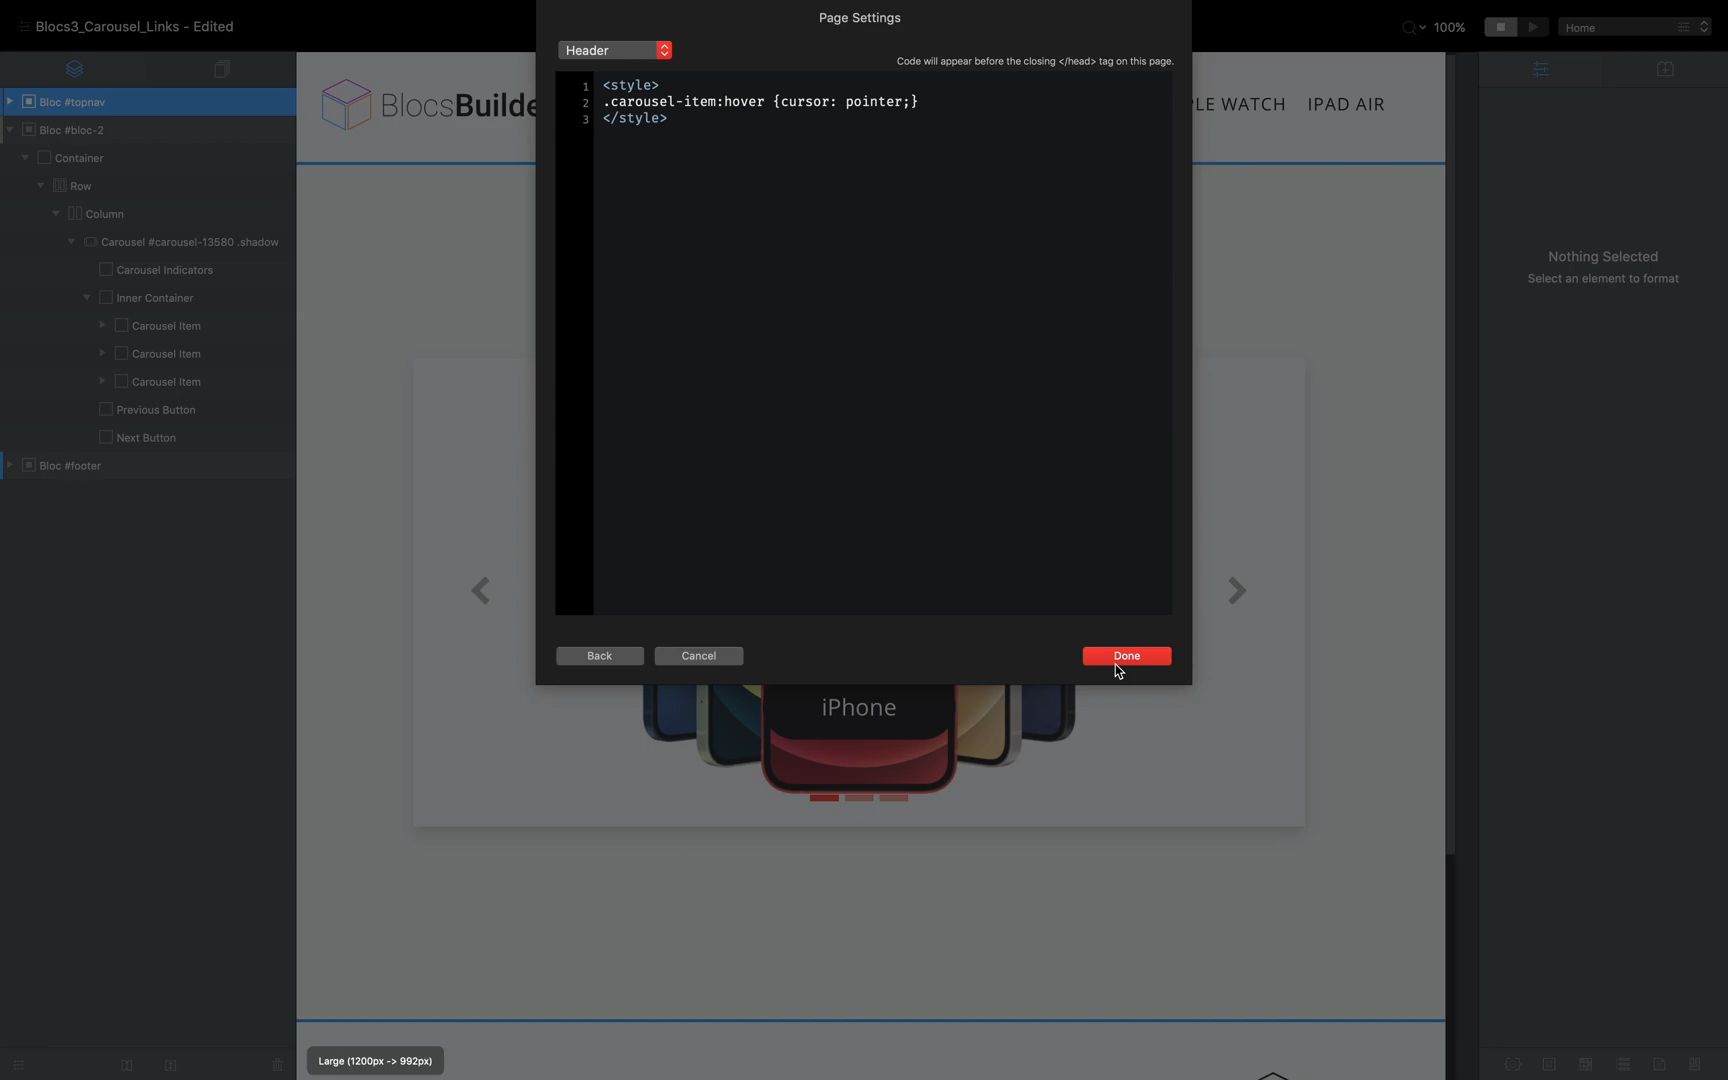 Blocs3_Carousel_Links - Edited
Page Settings
100%
Home
Header
Code will appear before the closing </head> tag on this page.
1 <style>
2 .carousel-item:hover {cursor: pointer;}
3 </style>
Bloc #topnav
Bloc #bloc-2
Container
Row
Column
Carousel #carousel-13580 .shadow
Carousel Indicators
Inner Container
Carousel Item
Carousel Item
Carousel Item
Previous Button
Next Button
Bloc #footer
BlocsBuilde
PLE WATCH IPAD AIR
Nothing Selected
Select an element to format
Back
Cancel
Done
iPhone
Large (1200px -> 992px)